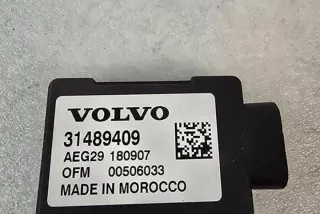 VOLVO
31489409
AEG29 180907
OFM 00506033
MADE IN MOROCCO